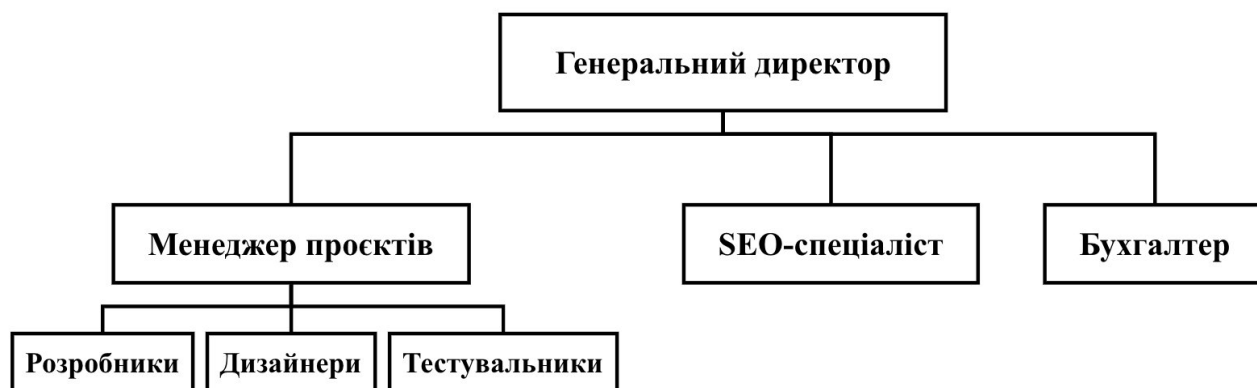 Генеральний директор
Менеджер проєктів
SEO-спеціаліст
Бухгалтер
Розробники
Дизайнери
Тестувальники